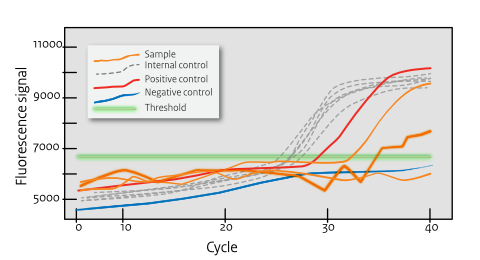 11000
9000
7000
5000
Fluorescence signal
Sample
Internal control
Positive control
Negative control
Threshold
0
10
20
30
40
Cycle